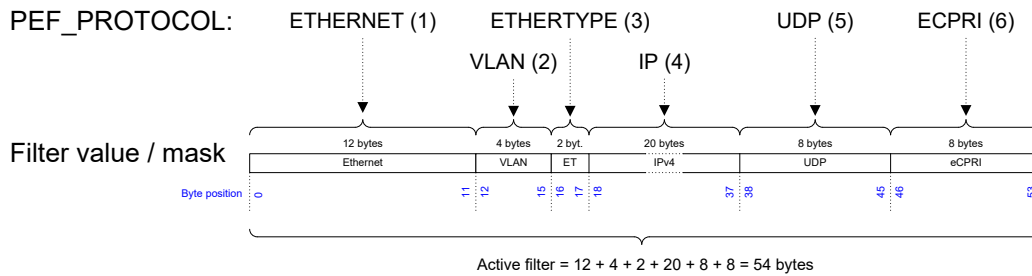 PEF_PROTOCOL: ETHERNET (1) ETHERTYPE (3) UDP (5) ECPRI (6)
VLAN (2) IP (4)
12 bytes 4 bytes 2 byt. 20 bytes 8 bytes 8 bytes
Filter value / mask
Ethernet VLAN ET IPv4 UDP eCPRI
Byte position 0 11 12 15 16 17 18 37 38 45 46 53
Active filter = 12 + 4 + 2 + 20 + 8 + 8 = 54 bytes